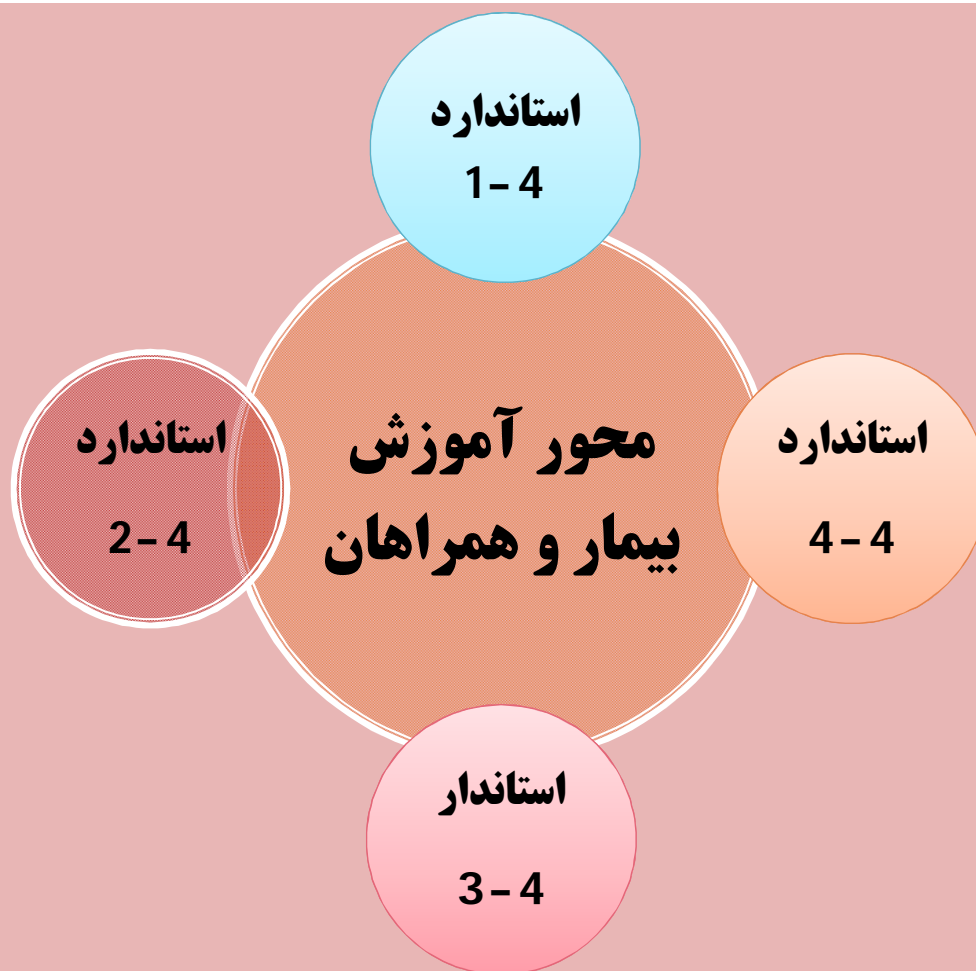 استاندارد
1-4
محور آموزش
بیمار و همراهان
استاندارد
4-4
استاندارد
2-4
استاندار
3-4